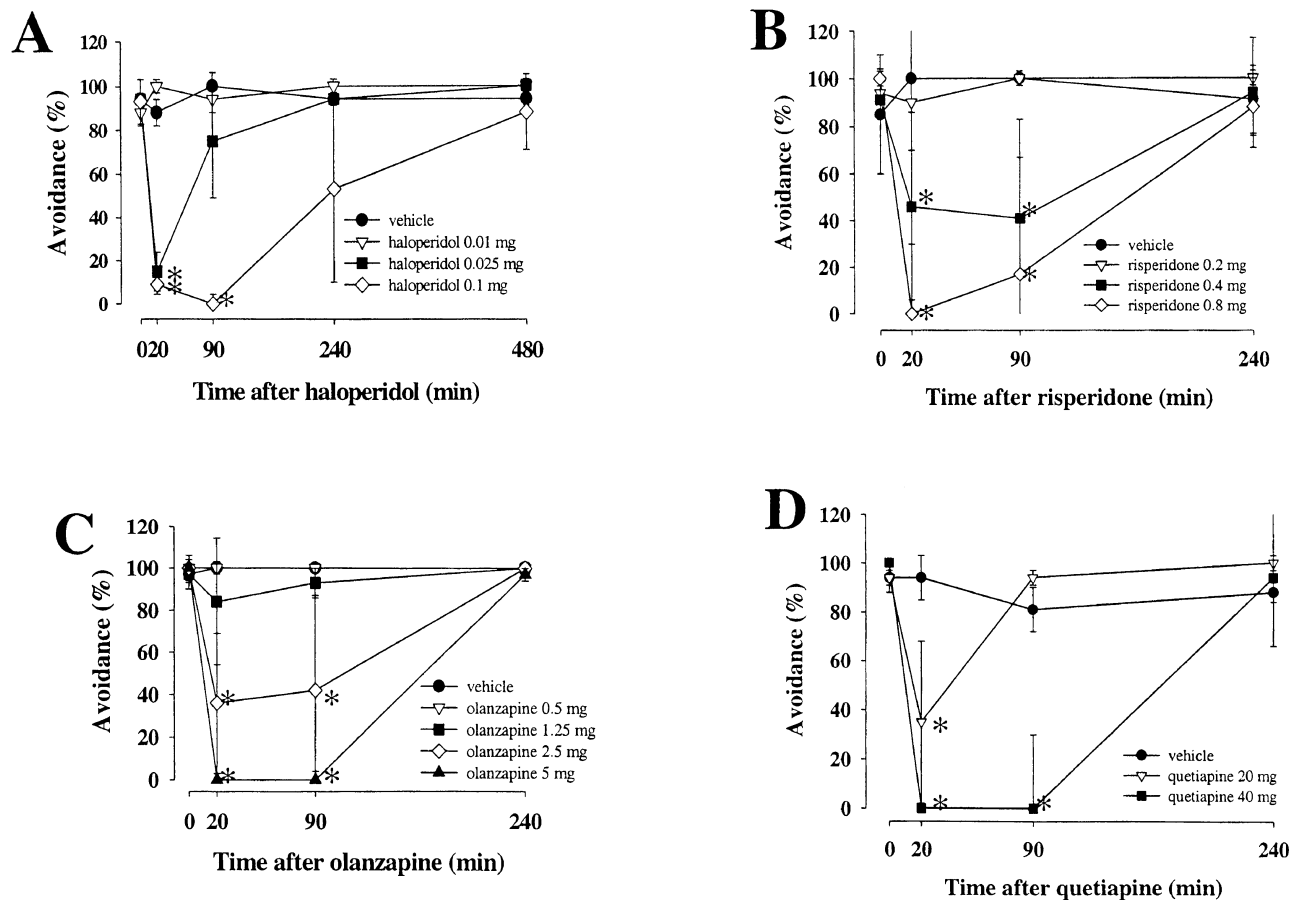 A
120
100
80
60
40
20
0
Avoidance (%)
* * *
vehicle
haloperidol 0.01 mg
haloperidol 0.025 mg
haloperidol 0.1 mg
0 20 90 240 480
Time after haloperidol (min)
B
120
100
80
60
40
20
0
Avoidance (%)
* * * *
vehicle
risperidone 0.2 mg
risperidone 0.4 mg
risperidone 0.8 mg
0 20 90 240
Time after risperidone (min)
C
120
100
80
60
40
20
0
Avoidance (%)
* * * *
vehicle
olanzapine 0.5 mg
olanzapine 1.25 mg
olanzapine 2.5 mg
olanzapine 5 mg
0 20 90 240
Time after olanzapine (min)
D
120
100
80
60
40
20
0
Avoidance (%)
* * *
vehicle
quetiapine 20 mg
quetiapine 40 mg
0 20 90 240
Time after quetiapine (min)